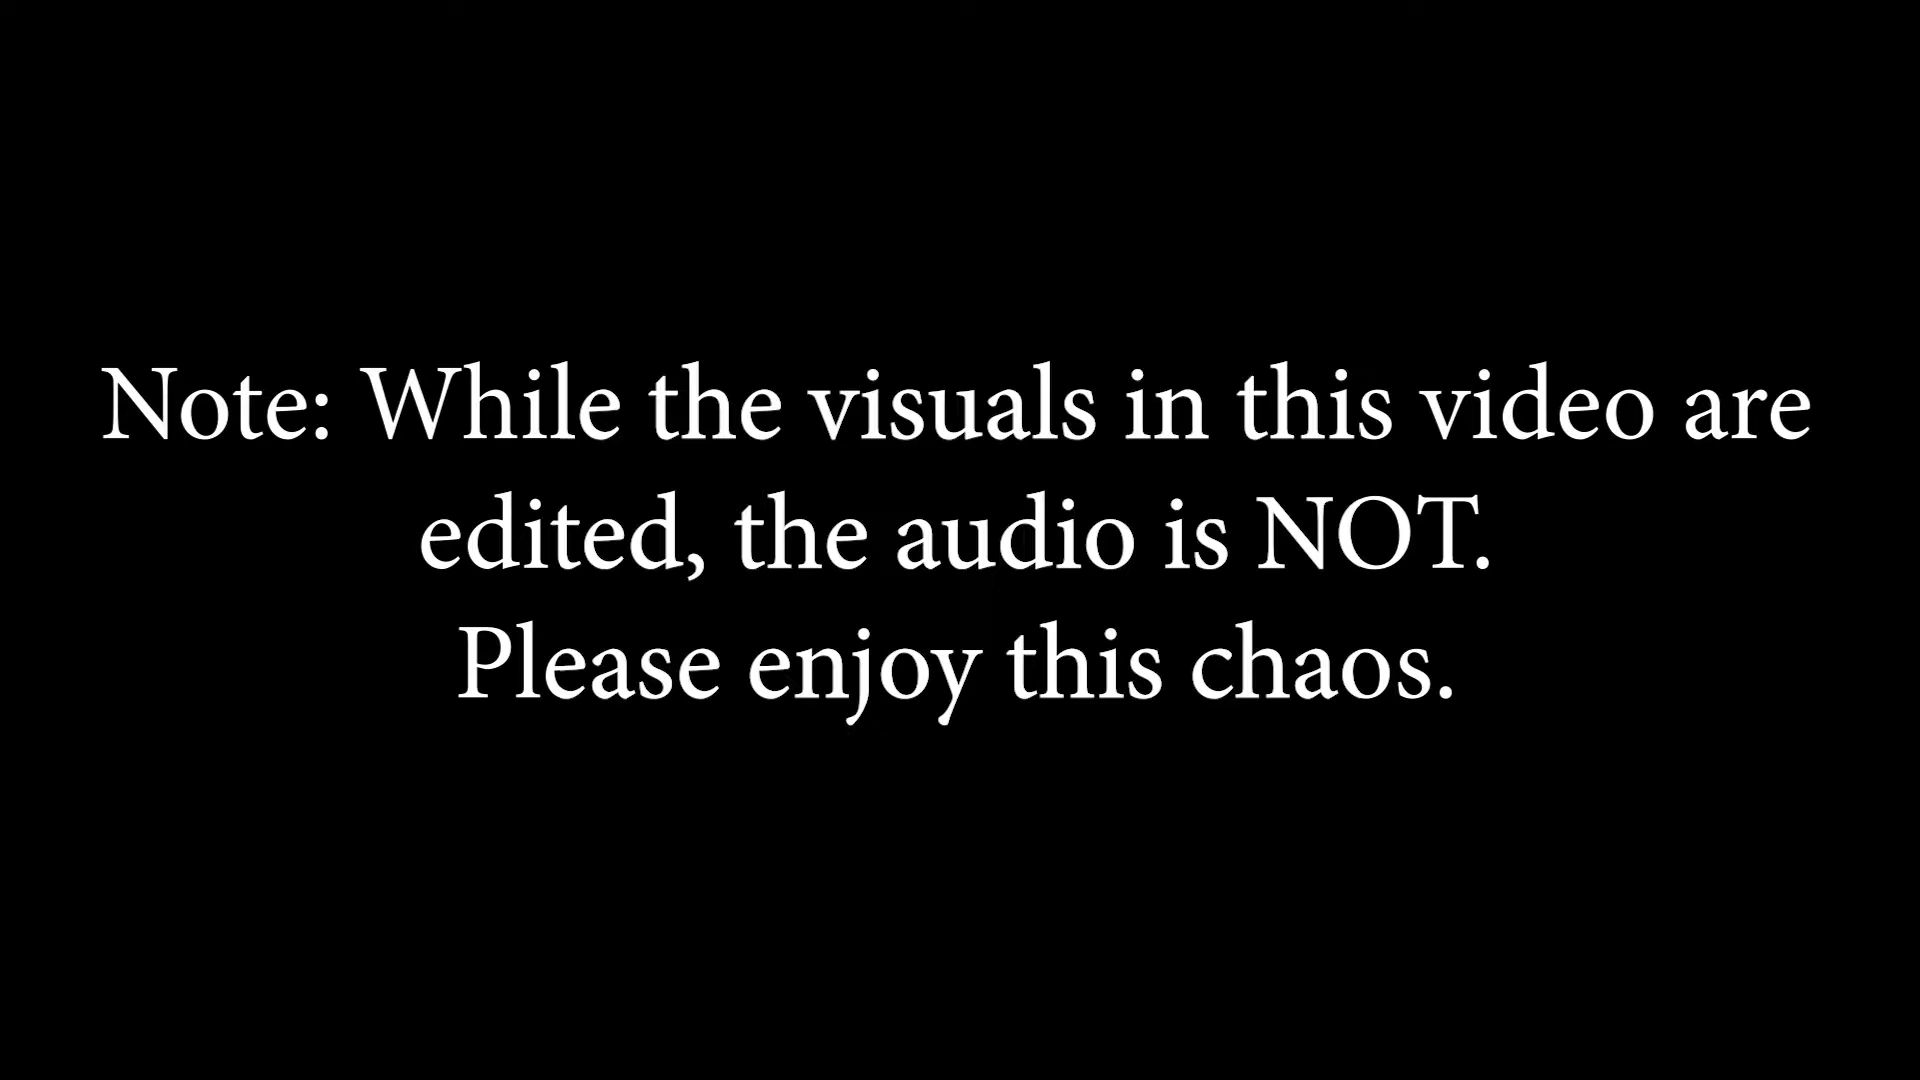 Note: While the visuals in this video are
edited, the audio is NOT.
Please enjoy this chaos.